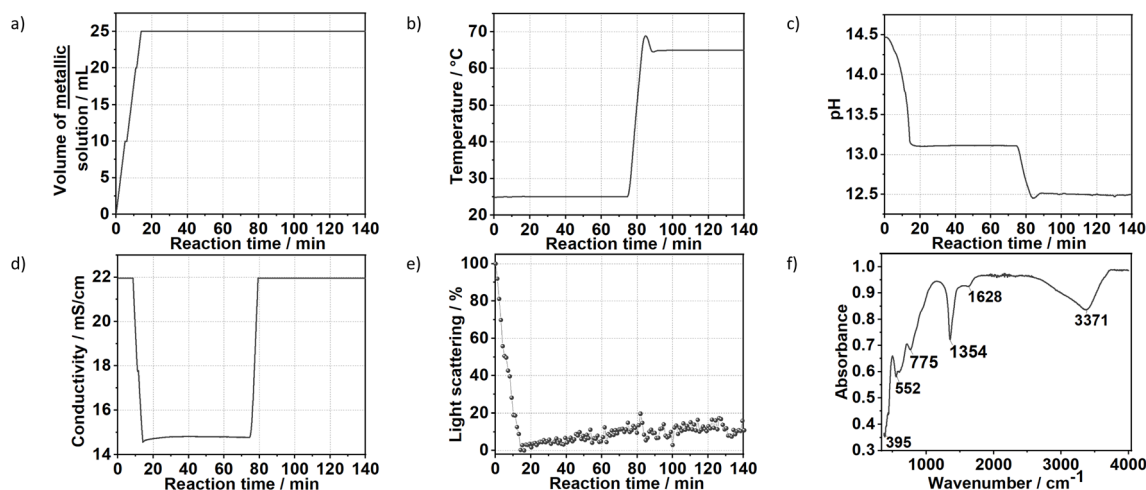 a)
Volume of metallic
solution / mL
25
20
15
10
5
0
0 20 40 60 80 100 120 140
Reaction time / min
b)
Temperature / °C
70
60
50
40
30
20
0 20 40 60 80 100 120 140
Reaction time / min
c)
pH
14.5
14.0
13.5
13.0
12.5
0 20 40 60 80 100 120 140
Reaction time / min
d)
Conductivity / mS/cm
22
20
18
16
14
0 20 40 60 80 100 120 140
Reaction time / min
e)
Light scattering / %
100
80
60
40
20
0
0 20 40 60 80 100 120 140
Reaction time / min
f)
Absorbance
1.0
0.9
0.8
0.7
0.6
0.5
0.4
0.3
395
552
775
1354
1628
3371
1000 2000 3000 4000
Wavenumber / cm⁻¹